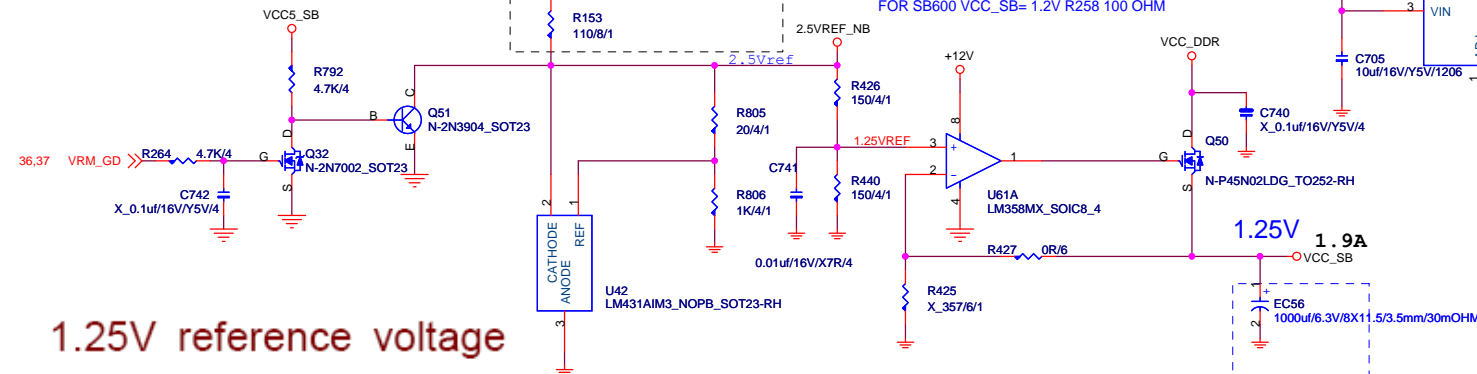 FOR SB600 VCC_SB= 1.2V R258 100 OHM
VCC5_SB
R153
110/8/1
2.5VREF_NB
3
VIN
VCC_DDR
+12V
2.5Vref
C705
10uf/16V/Y5V/1206
1
R792
4.7K/4
R426
150/4/1
C
B
Q51
N-2N3904_SOT23
E
R805
20/4/1
8
C740
X_0.1uf/16V/Y5V/4
D
Q50
36,37
VRM_GD
R264
4.7K/4
G
D
Q32
N-2N7002_SOT23
S
1.25VREF
3
+
2
-
1
G
S
N-P45N02LDG_TO252-RH
C742
X_0.1uf/16V/Y5V/4
C741
R440
150/4/1
4
U61A
LM358MX_SOIC8_4
2
1
R806
1K/4/1
CATHODE
ANODE
REF
0.01uf/16V/X7R/4
R427
0R/6
1.25V
1.9A
VCC_SB
U42
LM431AIM3_NOPB_SOT23-RH
3
R425
X_357/6/1
1
+
EC56
1000uf/6.3V/8X11.5/3.5mm/30mOHM
2
1.25V reference voltage